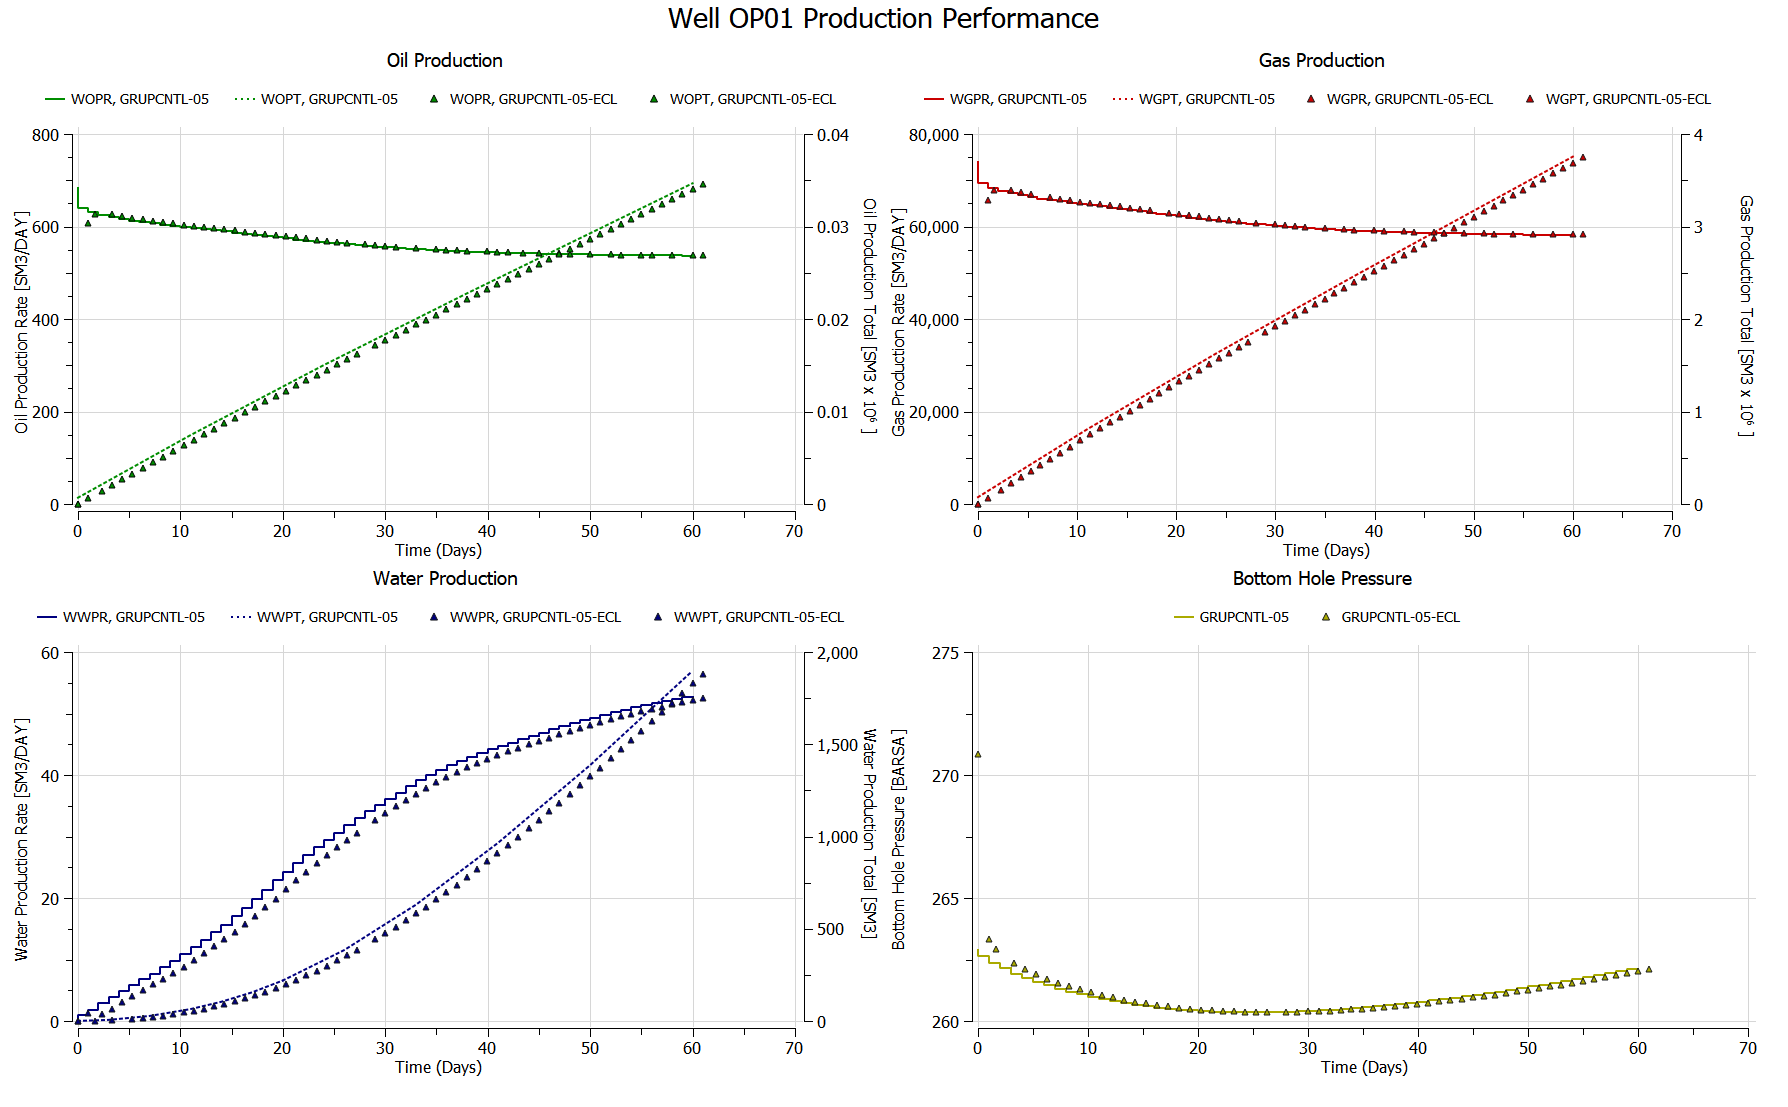 Well OP01 Production Performance
Oil Production
WOPR, GRUPCNTL-05 WOPT, GRUPCNTL-05 WOPR, GRUPCNTL-05-ECL WOPT, GRUPCNTL-05-ECL
800
600
400
200
0
Oil Production Rate [SM3/DAY]
0.04
0.03
0.02
0.01
0
Oil Production Total [SM3 x 10⁶ ]
0 10 20 30 40 50 60 70
Time (Days)
Gas Production
WGPR, GRUPCNTL-05 WGPT, GRUPCNTL-05 WGPR, GRUPCNTL-05-ECL WGPT, GRUPCNTL-05-ECL
80,000
60,000
40,000
20,000
0
Gas Production Rate [SM3/DAY]
4
3
2
1
0
Gas Production Total [SM3 x 10⁶ ]
0 10 20 30 40 50 60 70
Time (Days)
Water Production
WWPR, GRUPCNTL-05 WWPT, GRUPCNTL-05 WWPR, GRUPCNTL-05-ECL WWPT, GRUPCNTL-05-ECL
60
40
20
0
Water Production Rate [SM3/DAY]
2,000
1,500
1,000
500
0
Water Production Total [SM3]
0 10 20 30 40 50 60 70
Time (Days)
Bottom Hole Pressure
GRUPCNTL-05 GRUPCNTL-05-ECL
275
270
265
260
Bottom Hole Pressure [BARSA]
0 10 20 30 40 50 60 70
Time (Days)